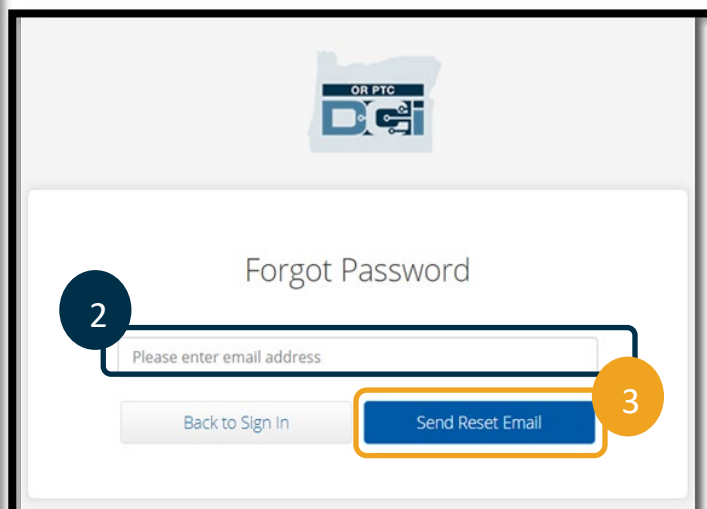 OR PTC
DCi
Forgot Password
2
Please enter email address
3
Back to Sign In Send Reset Email